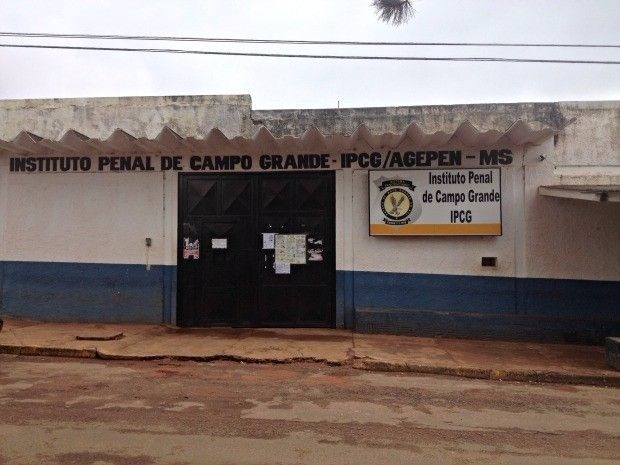 INSTITUTO PENAL DE CAMPO GRANDE - IPCG/AGEPEN - MS
Instituto Penal
de Campo Grande
IPCG